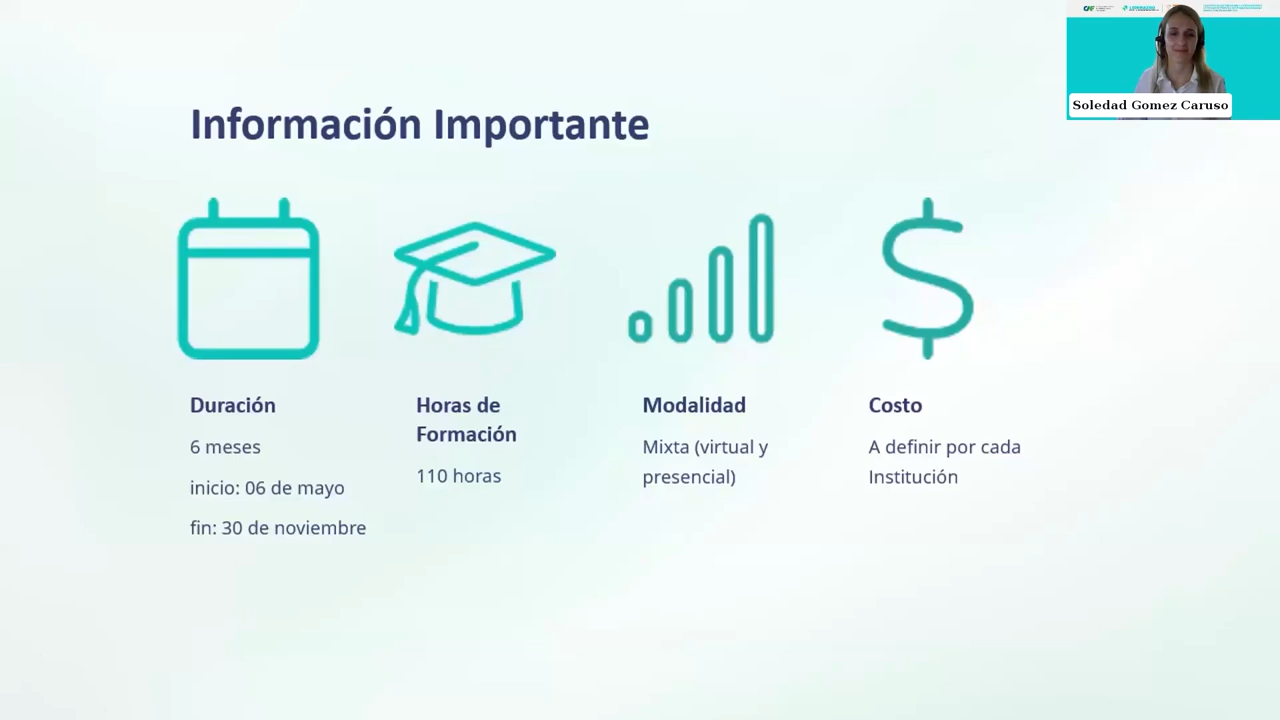 CAF
Soledad Gomez Caruso
Información Importante
Duración
6 meses
inicio: 06 de mayo
fin: 30 de noviembre
Horas de
Formación
110 horas
Modalidad
Mixta (virtual y
presencial)
Costo
A definir por cada
Institución